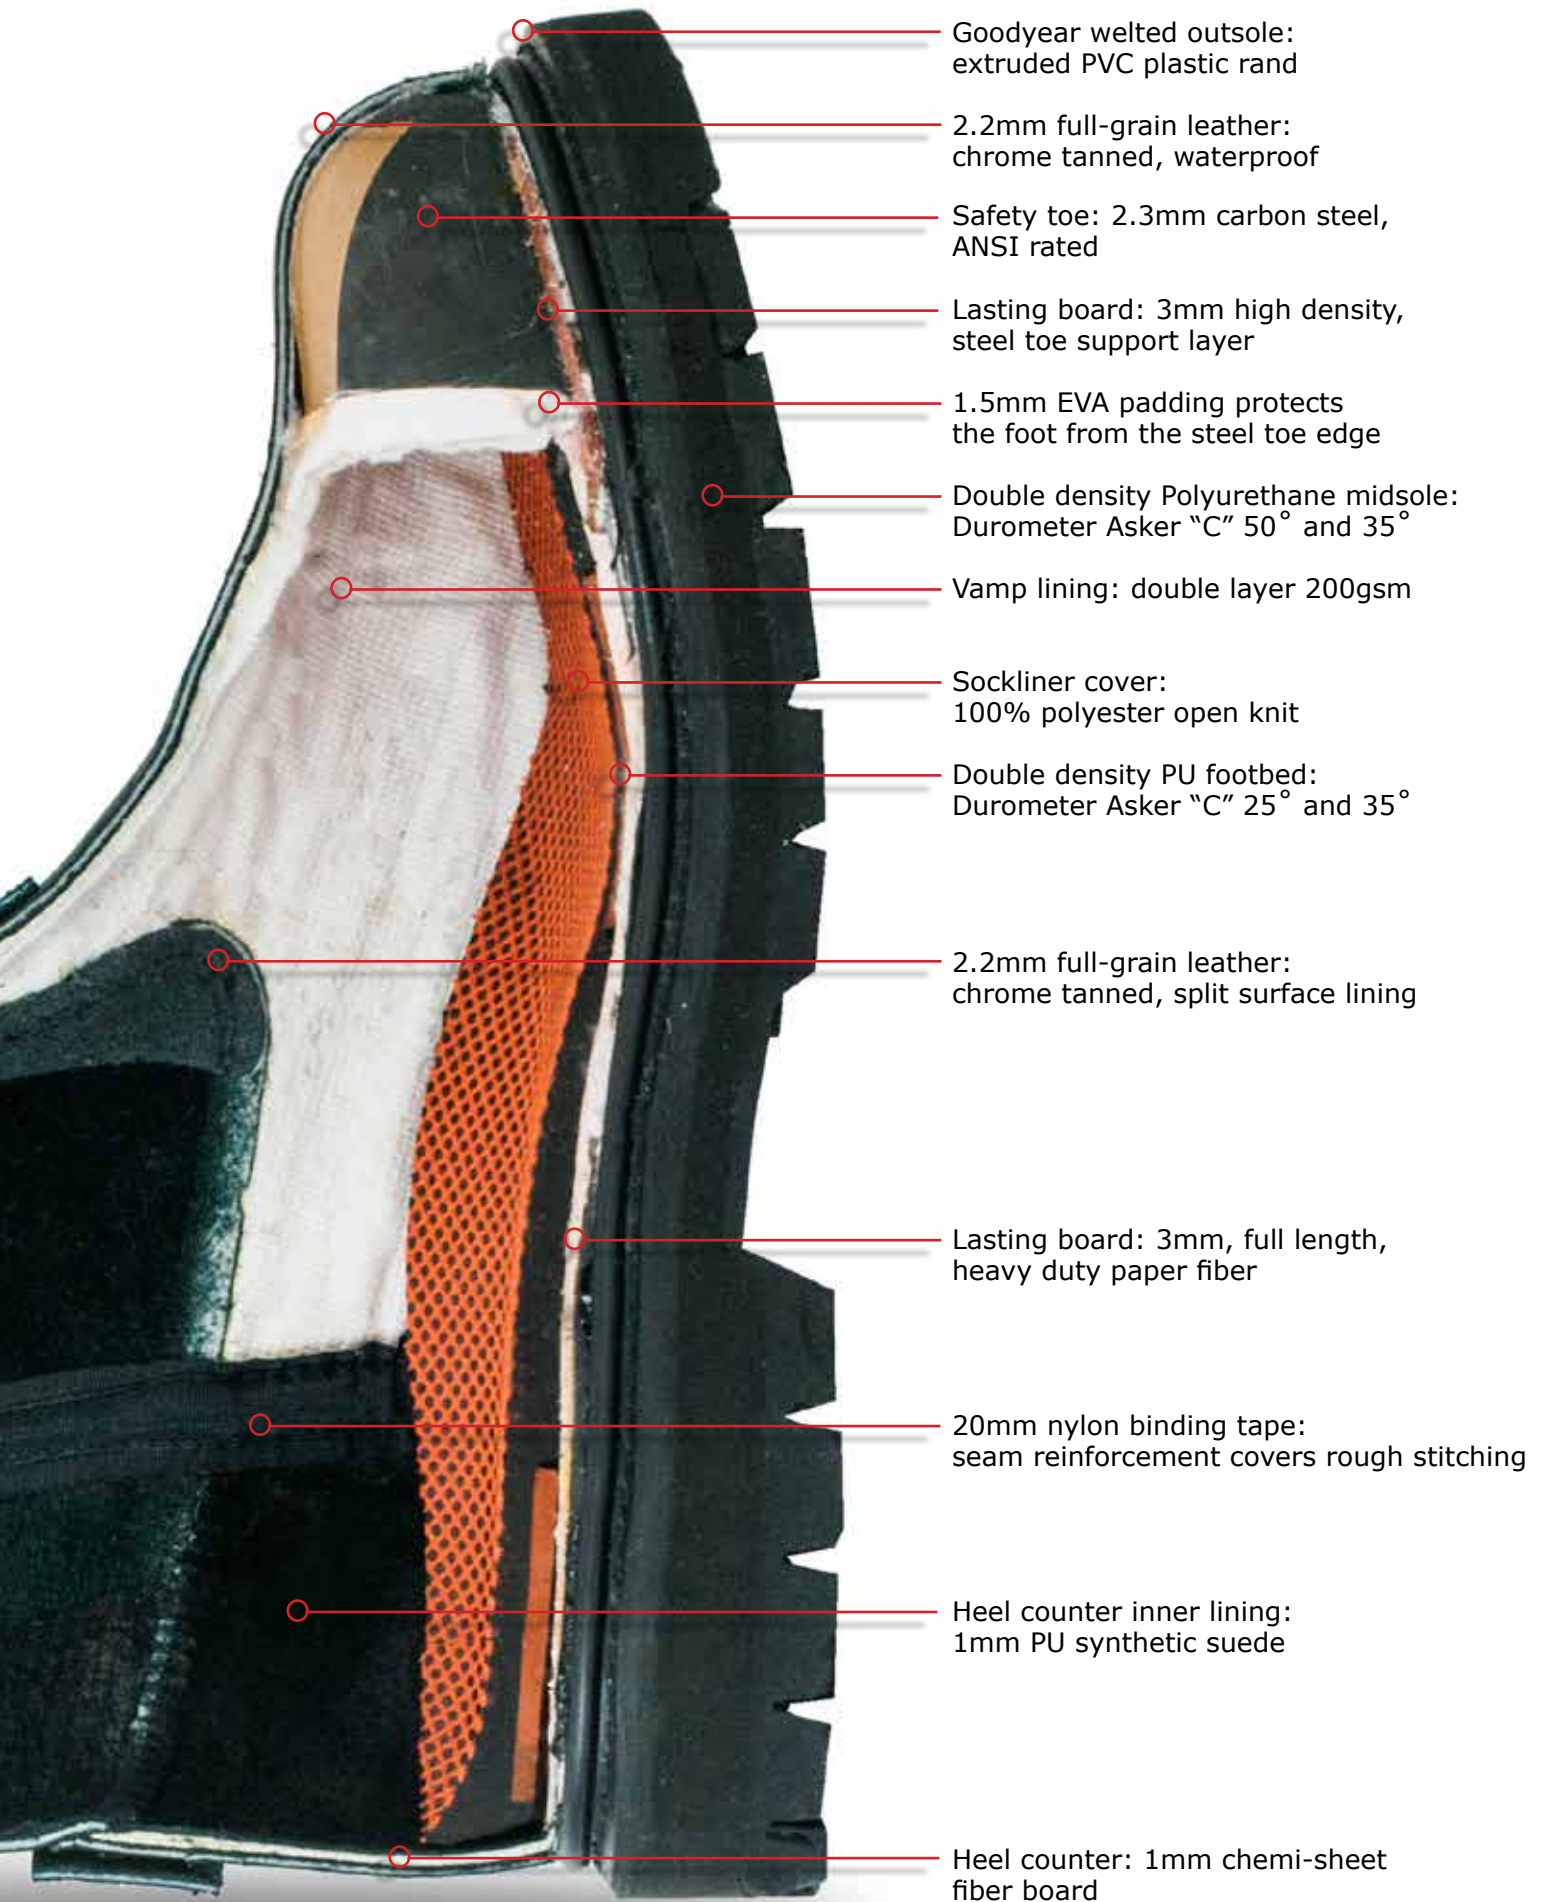 Goodyear welted outsole:
extruded PVC plastic rand
2.2mm full-grain leather:
chrome tanned, waterproof
Safety toe: 2.3mm carbon steel,
ANSI rated
Lasting board: 3mm high density,
steel toe support layer
1.5mm EVA padding protects
the foot from the steel toe edge
Double density Polyurethane midsole:
Durometer Asker “C” 50˚ and 35˚
Vamp lining: double layer 200gsm
Sockliner cover:
100% polyester open knit
Double density PU footbed:
Durometer Asker “C” 25˚ and 35˚
2.2mm full-grain leather:
chrome tanned, split surface lining
Lasting board: 3mm, full length,
heavy duty paper fiber
20mm nylon binding tape:
seam reinforcement covers rough stitching
Heel counter inner lining:
1mm PU synthetic suede
Heel counter: 1mm chemi-sheet
fiber board